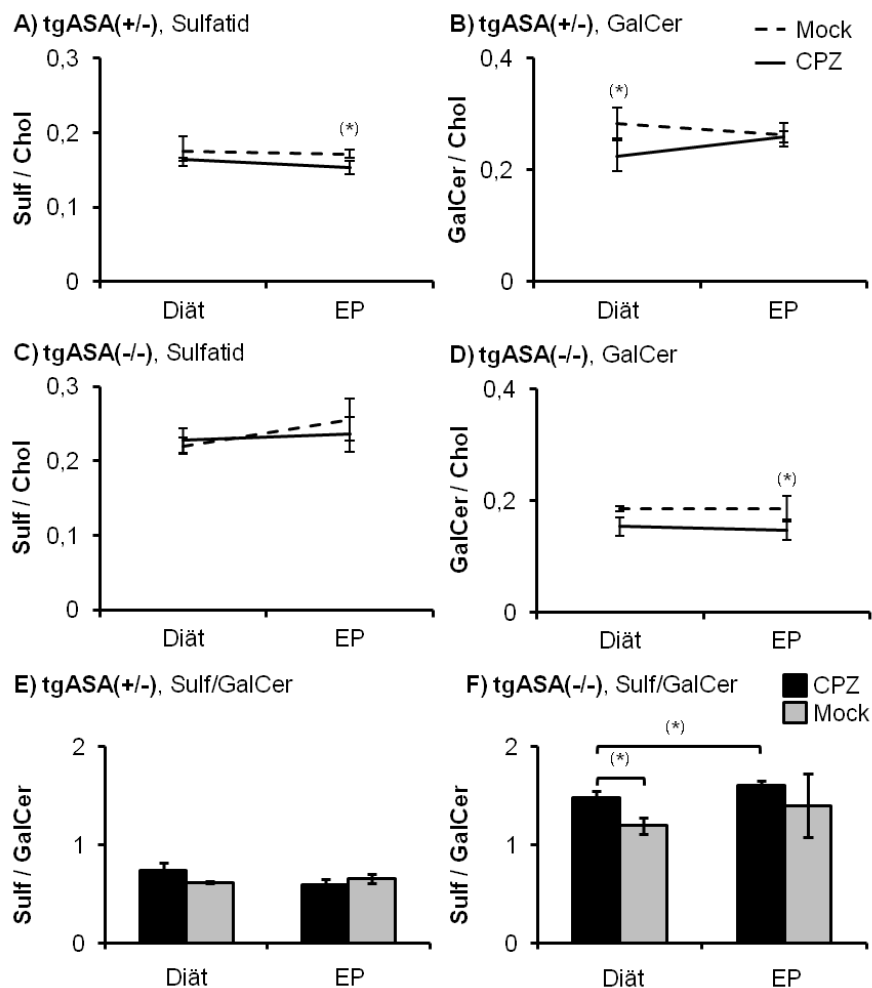 A) tgASA(+/-), Sulfatid
0,3
0,2
0,1
0
Sulf / Chol
(*)
Diät
EP
B) tgASA(+/-), GalCer
Mock
CPZ
0,4
0,2
0
GalCer / Chol
(*)
Diät
EP
C) tgASA(-/-), Sulfatid
0,3
0,2
0,1
0
Sulf / Chol
Diät
EP
D) tgASA(-/-), GalCer
0,4
0,2
0
GalCer / Chol
(*)
Diät
EP
E) tgASA(+/-), Sulf/GalCer
2
1
0
Sulf / GalCer
Diät
EP
F) tgASA(-/-), Sulf/GalCer
CPZ
Mock
2
1
0
Sulf / GalCer
(*)
(*)
Diät
EP